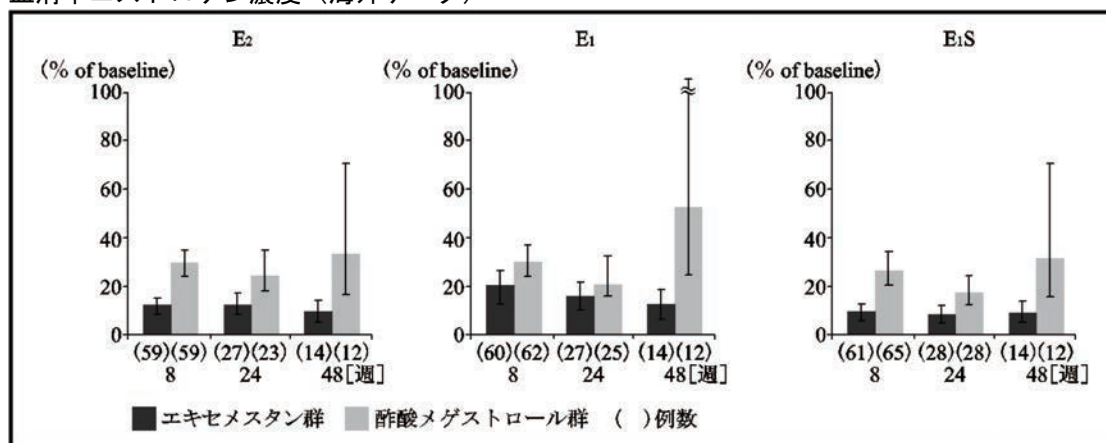 血清中エストロゲン濃度（海外データ）
E₂ E₁ E₁S
(% of baseline) (% of baseline) (% of baseline)
100 100 100
80 80 80
60 60 60
40 40 40
20 20 20
0 0 0
(59)(59) (27)(23) (14)(12) (60)(62) (27)(25) (14)(12) (61)(65) (28)(28) (14)(12)
8 24 48[週] 8 24 48[週] 8 24 48[週]
エキセメスタン群 酢酸メゲストロール群 ( )例数